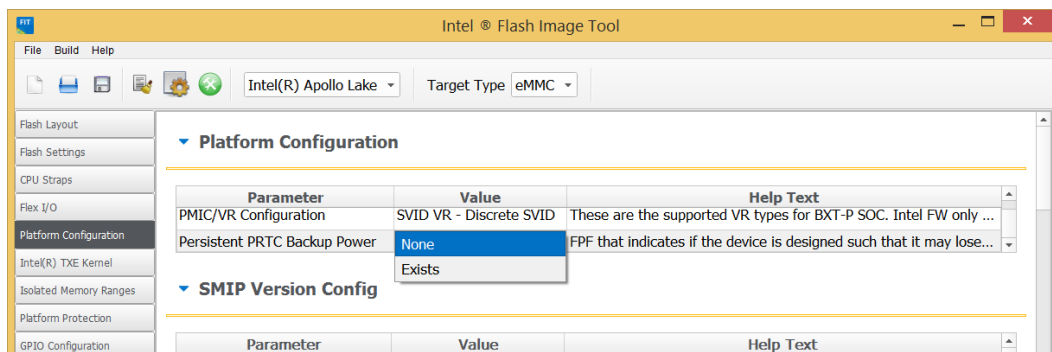 FIT
Intel ® Flash Image Tool
File Build Help
Intel(R) Apollo Lake
Target Type eMMC
Flash Layout
Flash Settings
CPU Straps
Flex I/O
Platform Configuration
Intel(R) TXE Kernel
Isolated Memory Ranges
Platform Protection
GPIO Configuration
Platform Configuration
Parameter Value Help Text
PMIC/VR Configuration SVID VR - Discrete SVID These are the supported VR types for BXT-P SOC. Intel FW only ...
Persistent PRTC Backup Power None FPF that indicates if the device is designed such that it may lose...
Exists
SMIP Version Config
Parameter Value Help Text